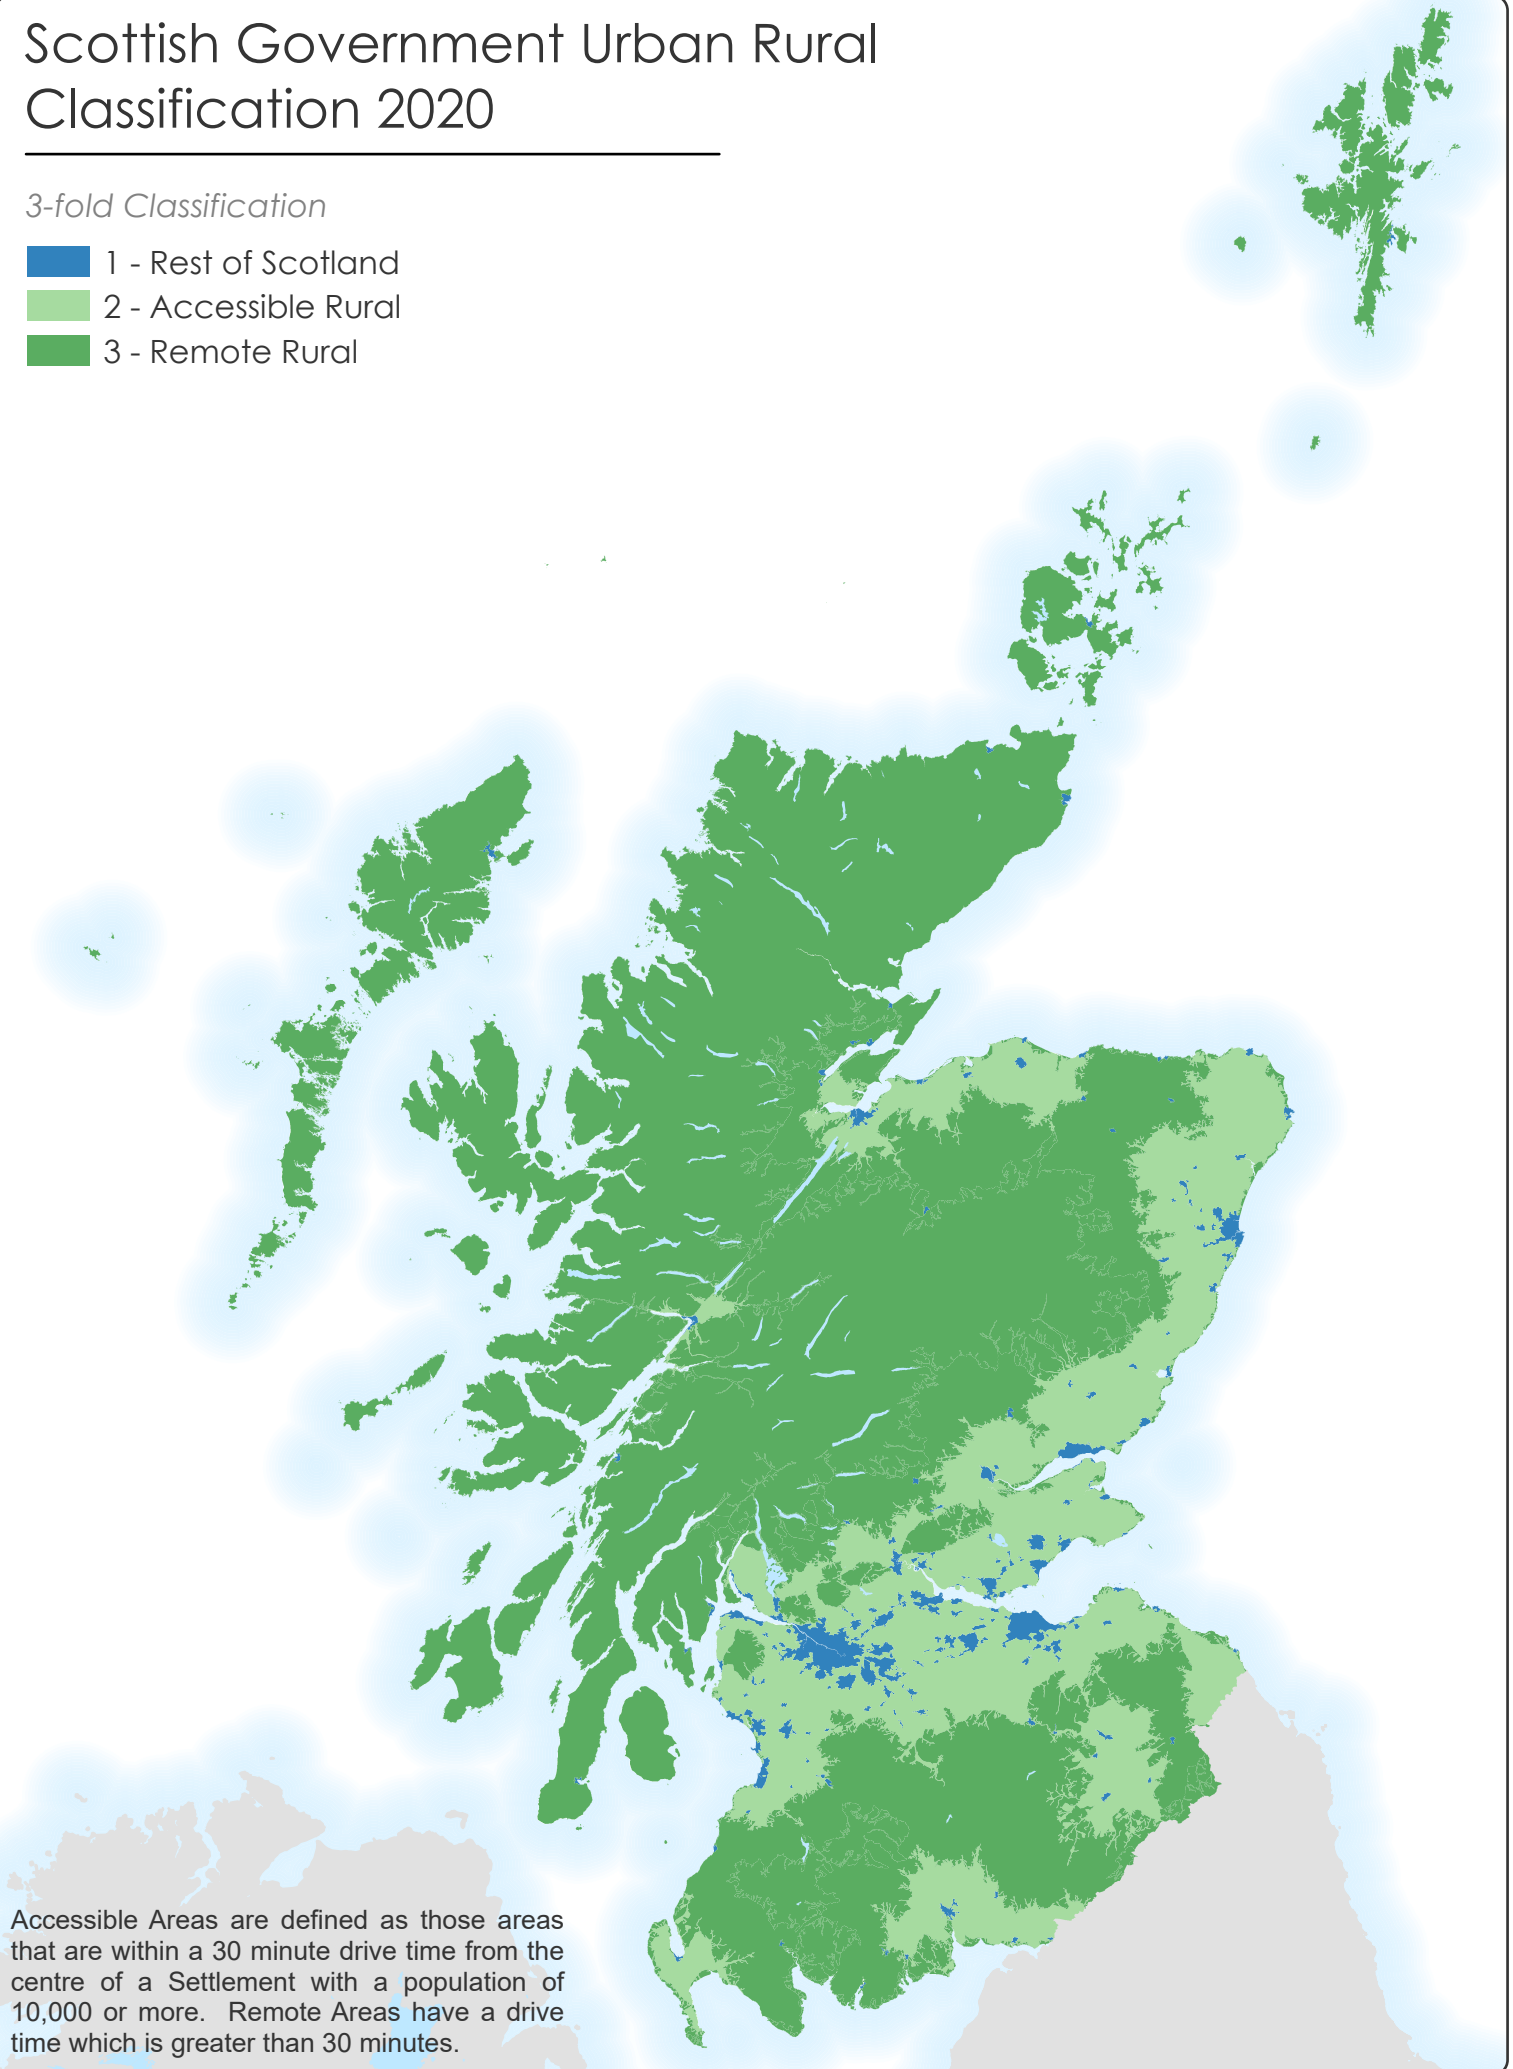 Scottish Government Urban Rural
Classification 2020
3-fold Classification
1 - Rest of Scotland
2 - Accessible Rural
3 - Remote Rural
Accessible Areas are defined as those areas
that are within a 30 minute drive time from the
centre of a Settlement with a population of
10,000 or more. Remote Areas have a drive
time which is greater than 30 minutes.